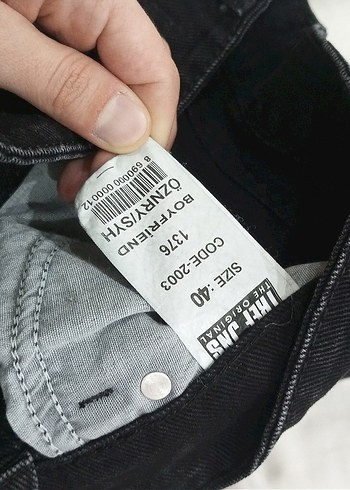 THE ORIGINAL
SIZE :40
CODE:2003
1376
BOYFRIEND
ÖZNRY/SYH
8 690000 000012